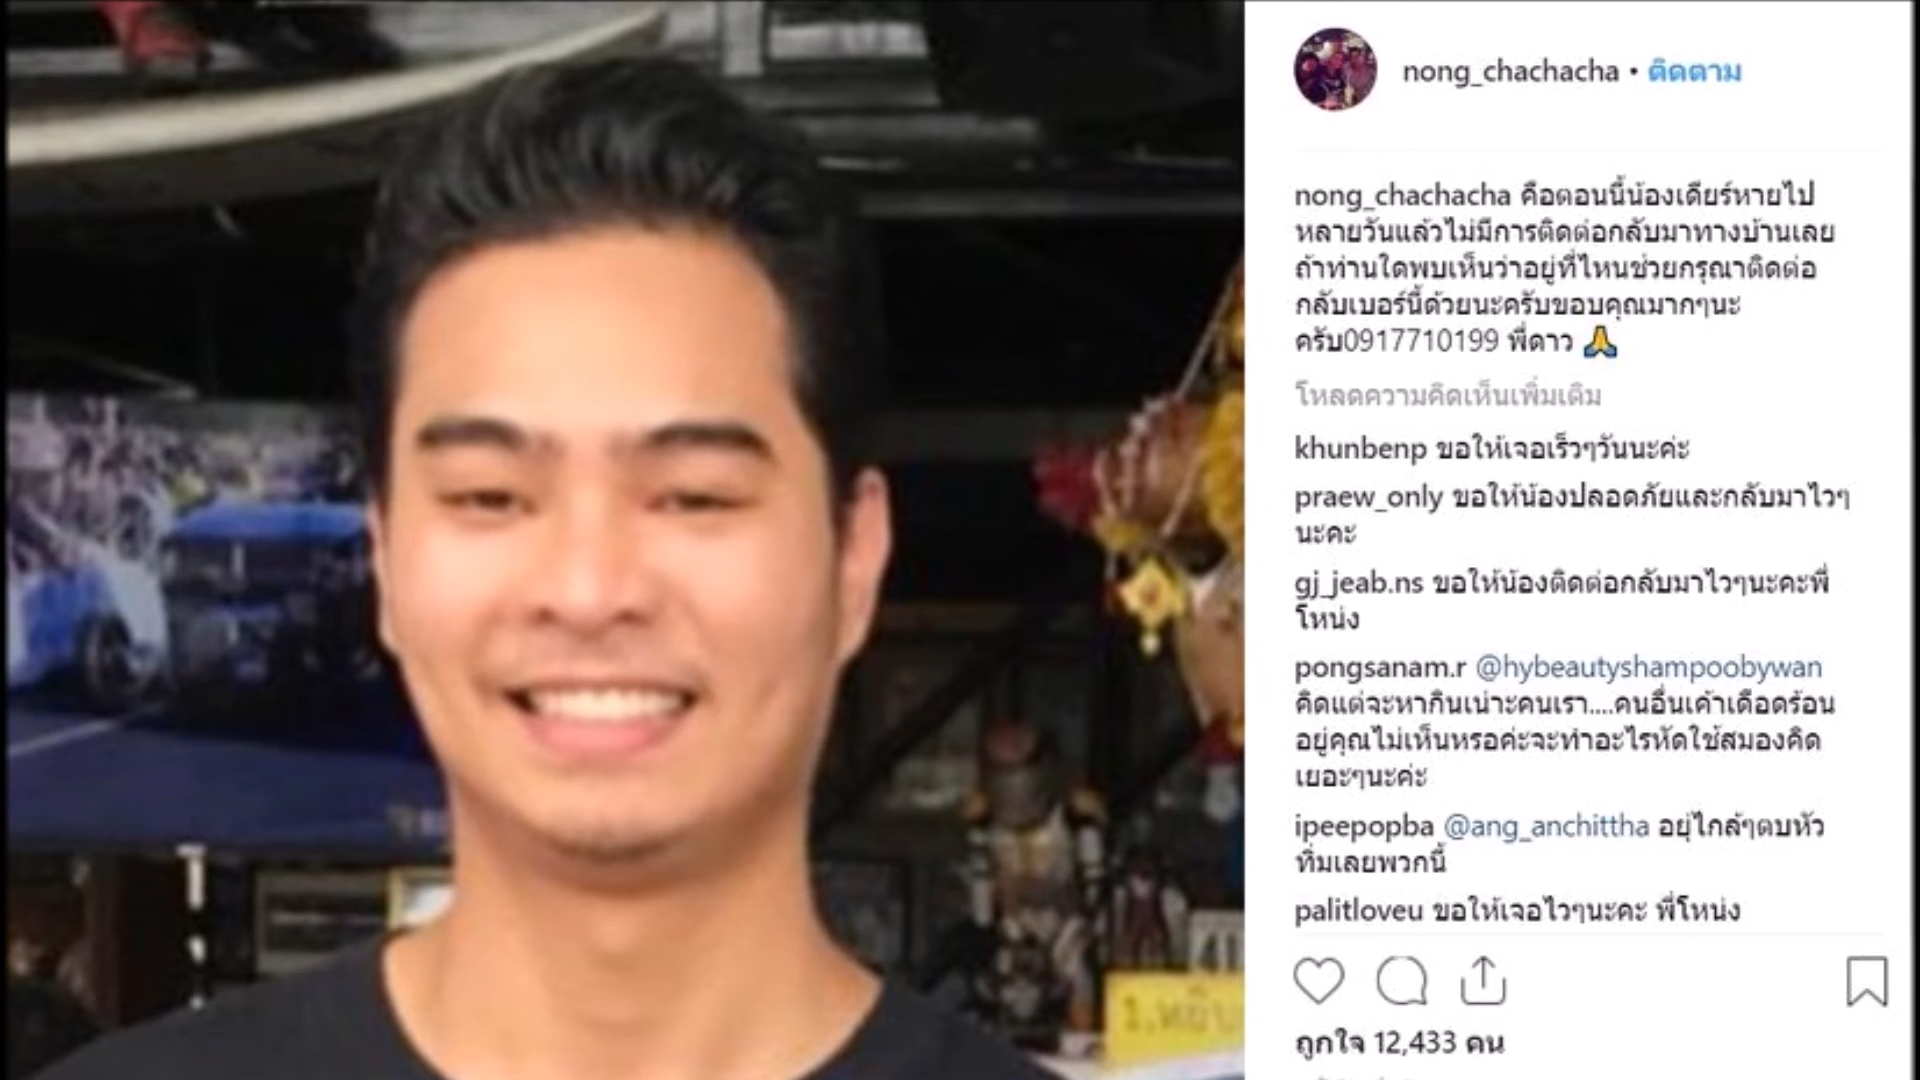 nong_chachacha • ติดตาม
nong_chachacha คือตอนนี้น้องเดียร์หายไป
หลายวันแล้วไม่มีการติดต่อกลับมาทางบ้านเลย
ถ้าท่านใดพบเห็นว่าอยู่ที่ไหนช่วยกรุณาติดต่อ
กลับเบอร์นี้ด้วยนะครับขอบคุณมากๆนะ
ครับ0917710199 พี่ดาว 🙏
โหลดความคิดเห็นเพิ่มเติม
khunbenp ขอให้เจอเร็วๆวันนะค่ะ
praew_only ขอให้น้องปลอดภัยและกลับมาไวๆ
นะคะ
gj_jeab.ns ขอให้น้องติดต่อกลับมาไวๆนะคะพี่
โหน่ง
pongsanam.r @hybeautyshampoobywan
คิดแต่จะหากินเน่าะคนเรา....คนอื่นเค้าเดือดร้อน
อยู่คุณไม่เห็นหรอค่ะจะทำอะไรหัดใช้สมองคิด
เยอะๆนะค่ะ
ipeepopba @ang_anchittha อยุ่ไกล้ๆตบหัว
ทิ่มเลยพวกนี้
palitloveu ขอให้เจอไวๆนะคะ พี่โหน่ง
ถูกใจ 12,433 คน
1.หยิบ